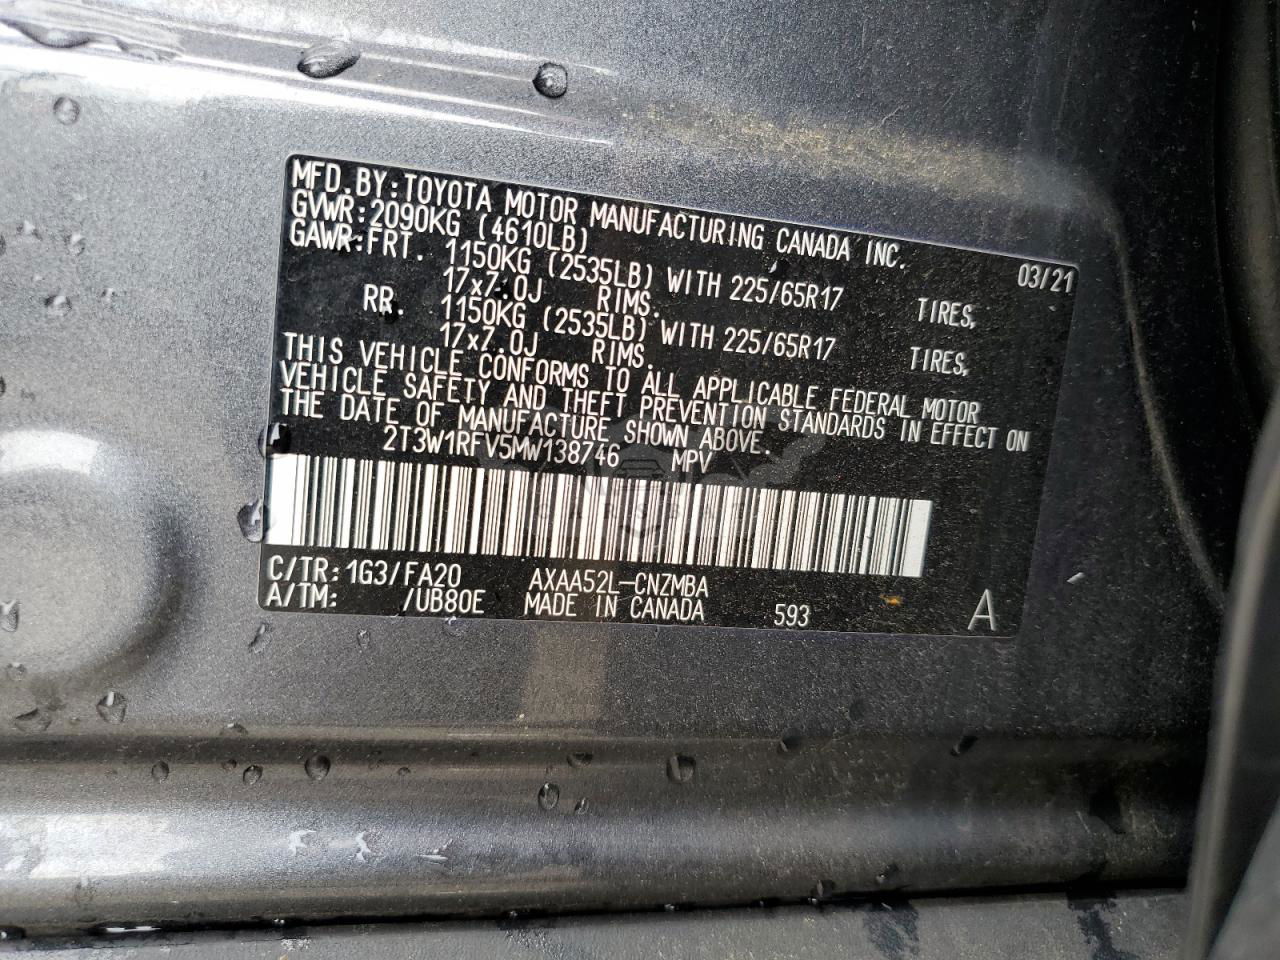 MFD.BY:TOYOTA MOTOR MANUFACTURING CANADA INC. 03/21
GVWR:2090KG (4610LB)
GAWR:FRT. 1150KG (2535LB) WITH 225/65R17 TIRES,
17x7.0J RIMS.
RR. 1150KG (2535LB) WITH 225/65R17 TIRES,
17x7.0J RIMS.
THIS VEHICLE CONFORMS TO ALL APPLICABLE FEDERAL MOTOR
VEHICLE SAFETY AND THEFT PREVENTION STANDARDS IN EFFECT ON
THE DATE OF MANUFACTURE SHOWN ABOVE.
2T3W1RFV5MW138746 MPV
C/TR:1G3/FA20 AXAA52L-CNZMBA
A/TM: /UB80E MADE IN CANADA 593 A